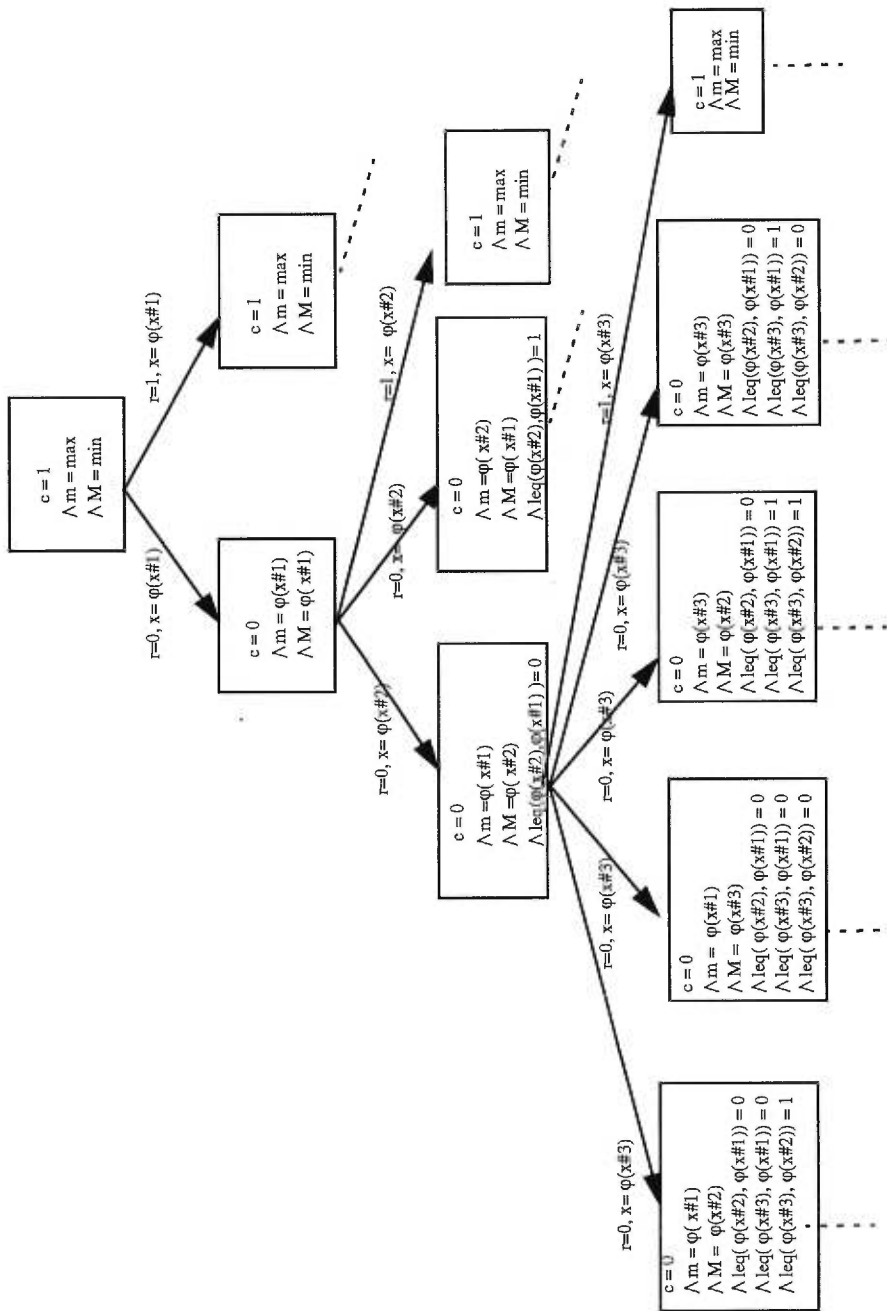 c = 1
Λ m = max
Λ M = min
r=0, x= φ(x#1)
r=1, x= φ(x#1)
c = 0
Λ m = φ(x#1)
Λ M = φ( x#1)
c = 1
Λ m = max
Λ M = min
r=0, x= φ(x#2)
r=0, x= φ(x#2)
r=1, x= φ(x#2)
c = 0
Λ m =φ( x#1)
Λ M =φ( x#2)
Λ leq(φ(x#2),φ(x#1) )= 0
c = 0
Λ m =φ( x#2)
Λ M =φ( x#1)
Λ leq(φ(x#2),φ(x#1) )= 1
c = 1
Λ m = max
Λ M = min
r=0, x= φ(x#3)
r=0, x= φ(x#3)
r=0, x= φ(x#3)
r=0, x= φ(x#3)
r=1, x= φ(x#3)
c = 0
Λ m = φ( x#1)
Λ M = φ(x#2)
Λ leq( φ(x#2), φ(x#1)) = 0
Λ leq( φ(x#3), φ(x#1)) = 0
Λ leq( φ(x#3), φ(x#2)) = 1
c = 0
Λ m = φ(x#1)
Λ M = φ(x#3)
Λ leq( φ(x#2), φ(x#1)) = 0
Λ leq( φ(x#3), φ(x#1)) = 0
Λ leq( φ(x#3), φ(x#2)) = 0
c = 0
Λ m = φ(x#3)
Λ M = φ(x#2)
Λ leq( φ(x#2), φ(x#1)) = 0
Λ leq( φ(x#3), φ(x#1)) = 1
Λ leq( φ(x#3), φ(x#2)) = 1
c = 0
Λ m = φ(x#3)
Λ M = φ(x#3)
Λ leq(φ(x#2), φ(x#1)) = 0
Λ leq(φ(x#3), φ(x#1)) = 1
Λ leq(φ(x#3), φ(x#2)) = 0
c = 1
Λ m = max
Λ M = min